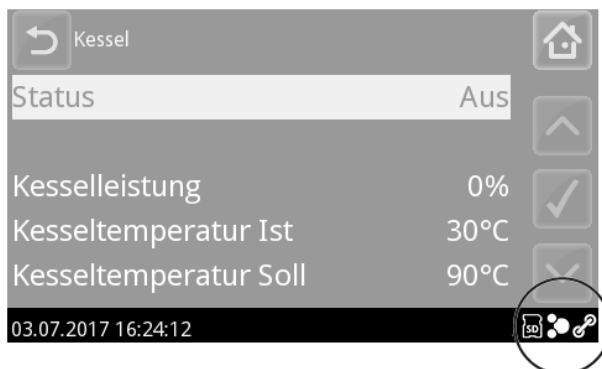 Kessel
Status Aus
Kesselleistung 0%
Kesseltemperatur Ist 30°C
Kesseltemperatur Soll 90°C
03.07.2017 16:24:12 SD